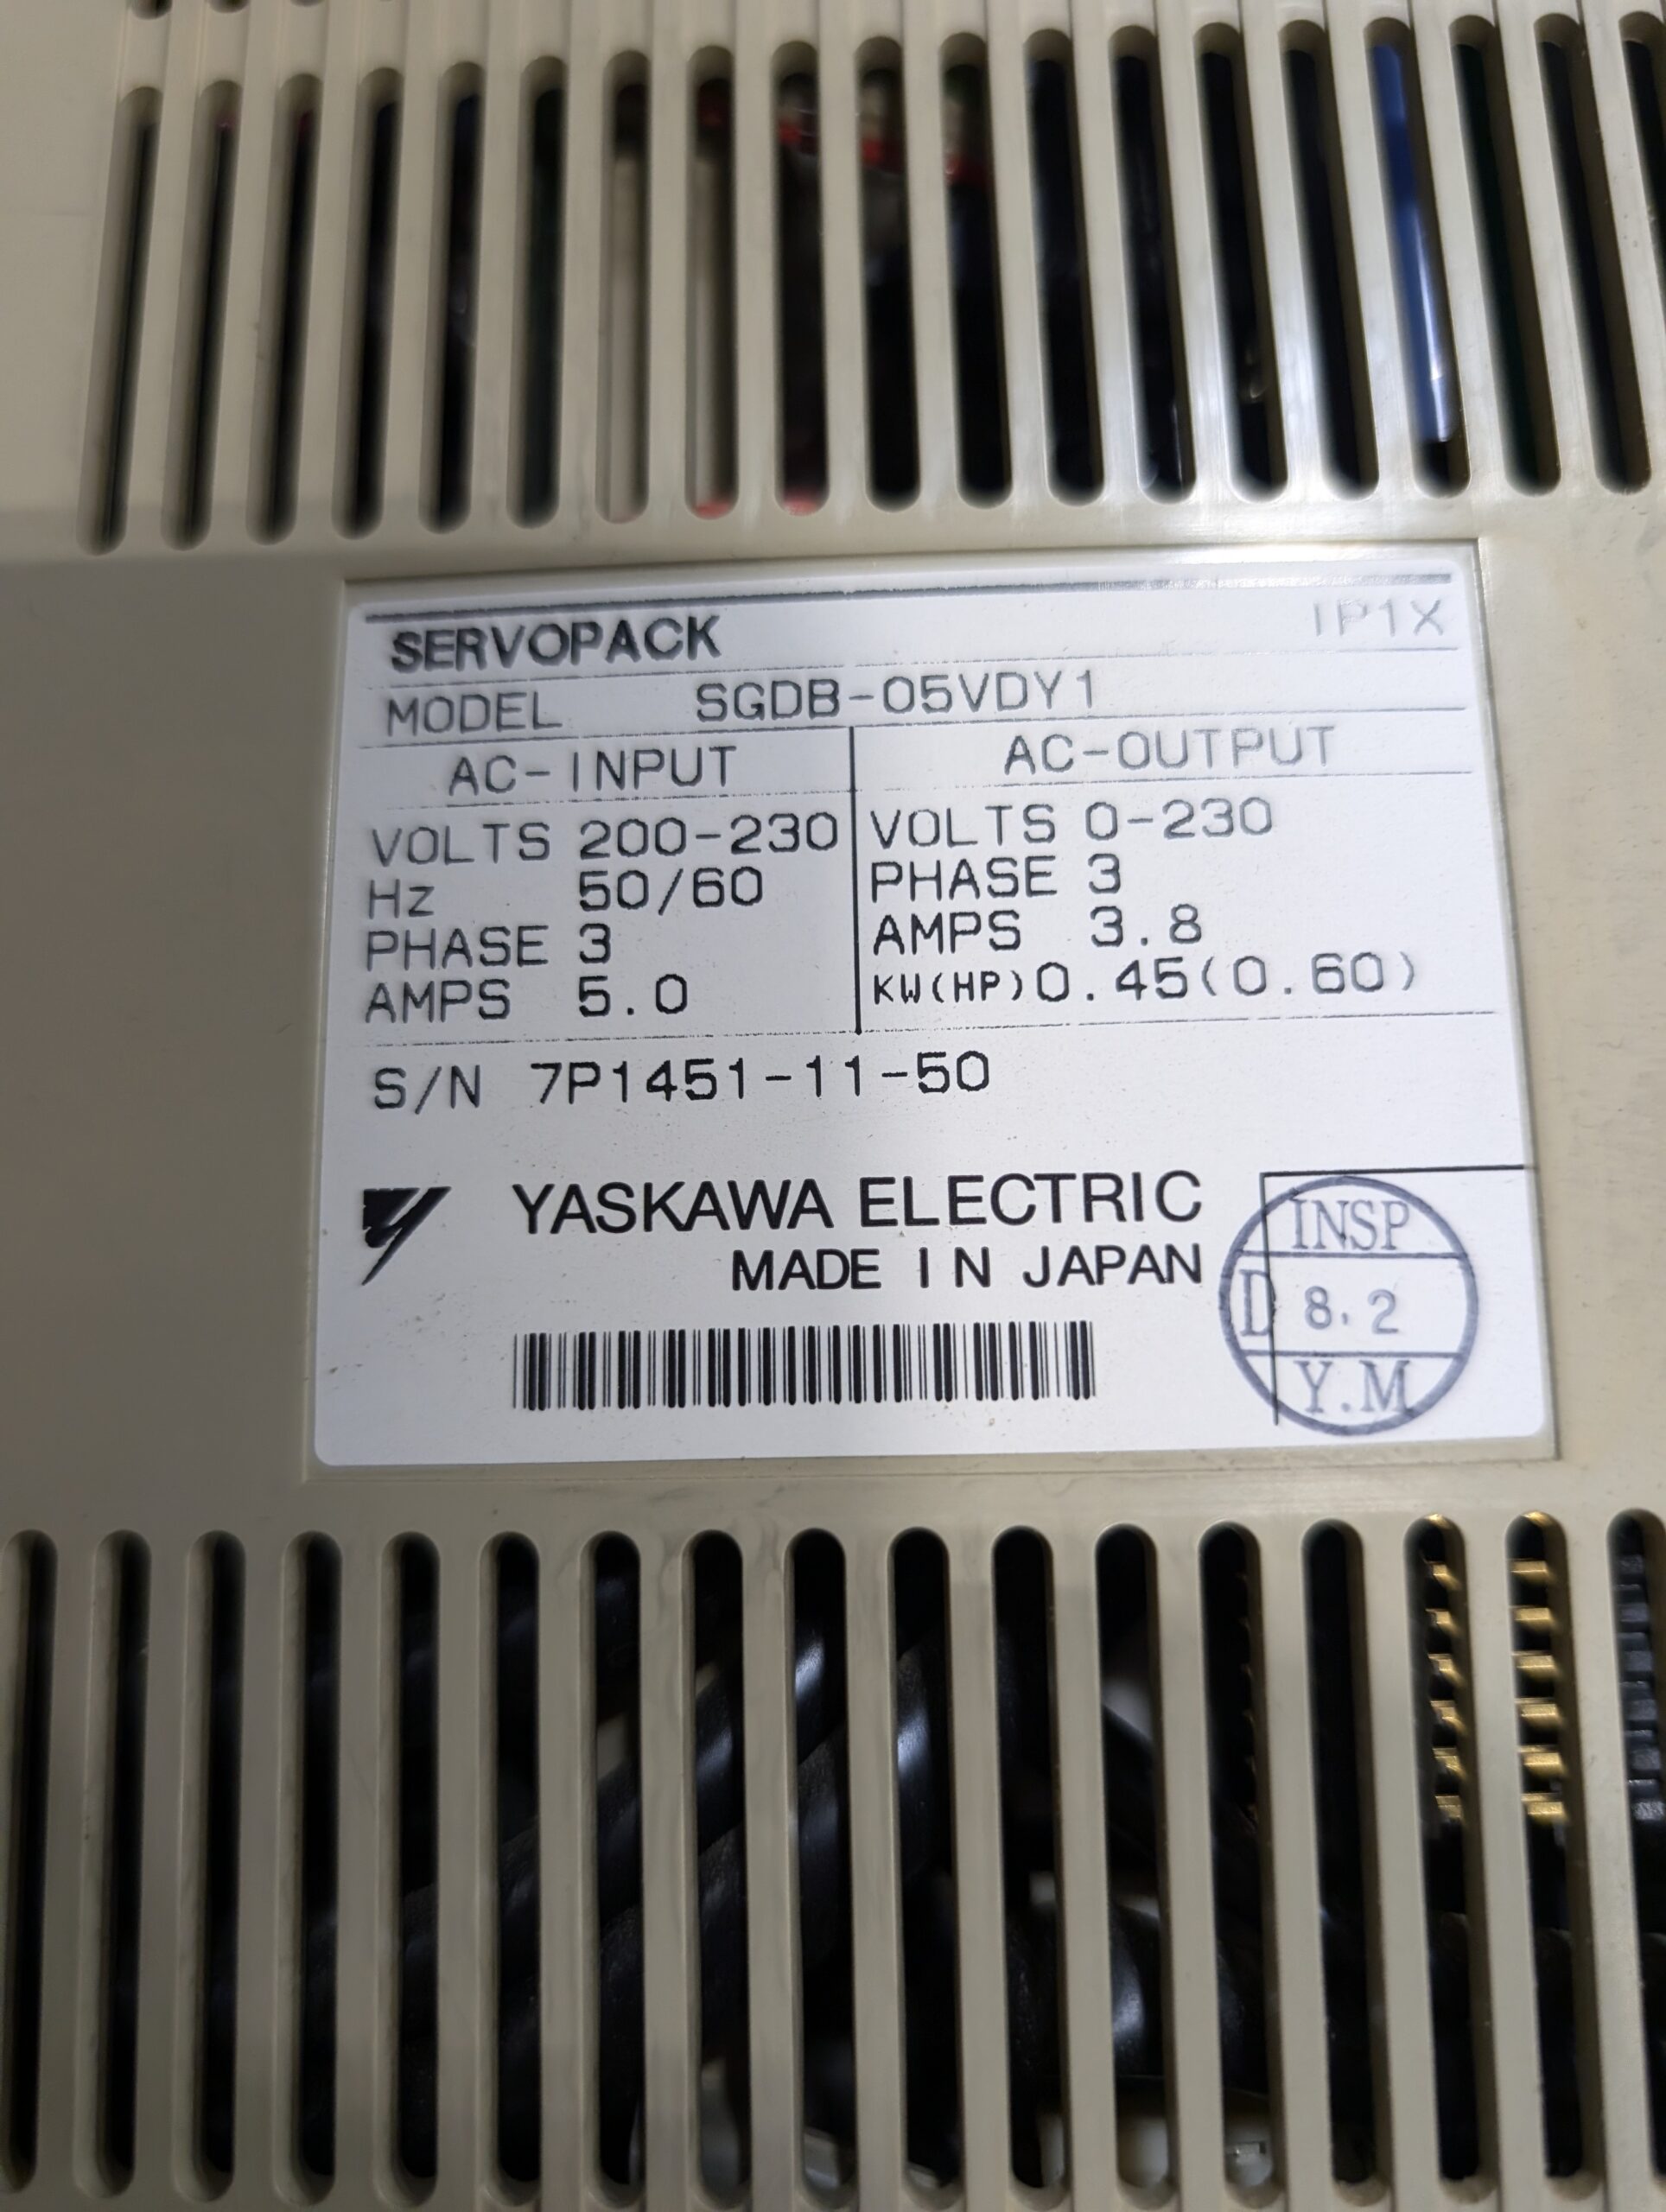 SERVOPACK IP1X
MODEL SGDB-05VDY1
AC-INPUT AC-OUTPUT
VOLTS 200-230 VOLTS 0-230
Hz 50/60 PHASE 3
PHASE 3 AMPS 3.8
AMPS 5.0 KW(HP) 0.45(0.60)
S/N 7P1451-11-50
YASKAWA ELECTRIC
MADE IN JAPAN
INSP
D 8.2
Y.M